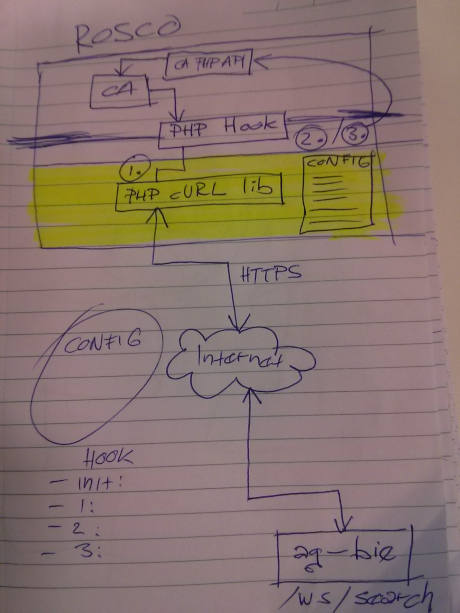 ROSCO
CA PHP API
CA
PHP Hook
2. / 3.
1.
CONFIG
PHP cURL lib
HTTPS
CONFIG
Internet
HOOK
- init:
- 1:
- 2:
- 3:
ag-bie
/ws/search